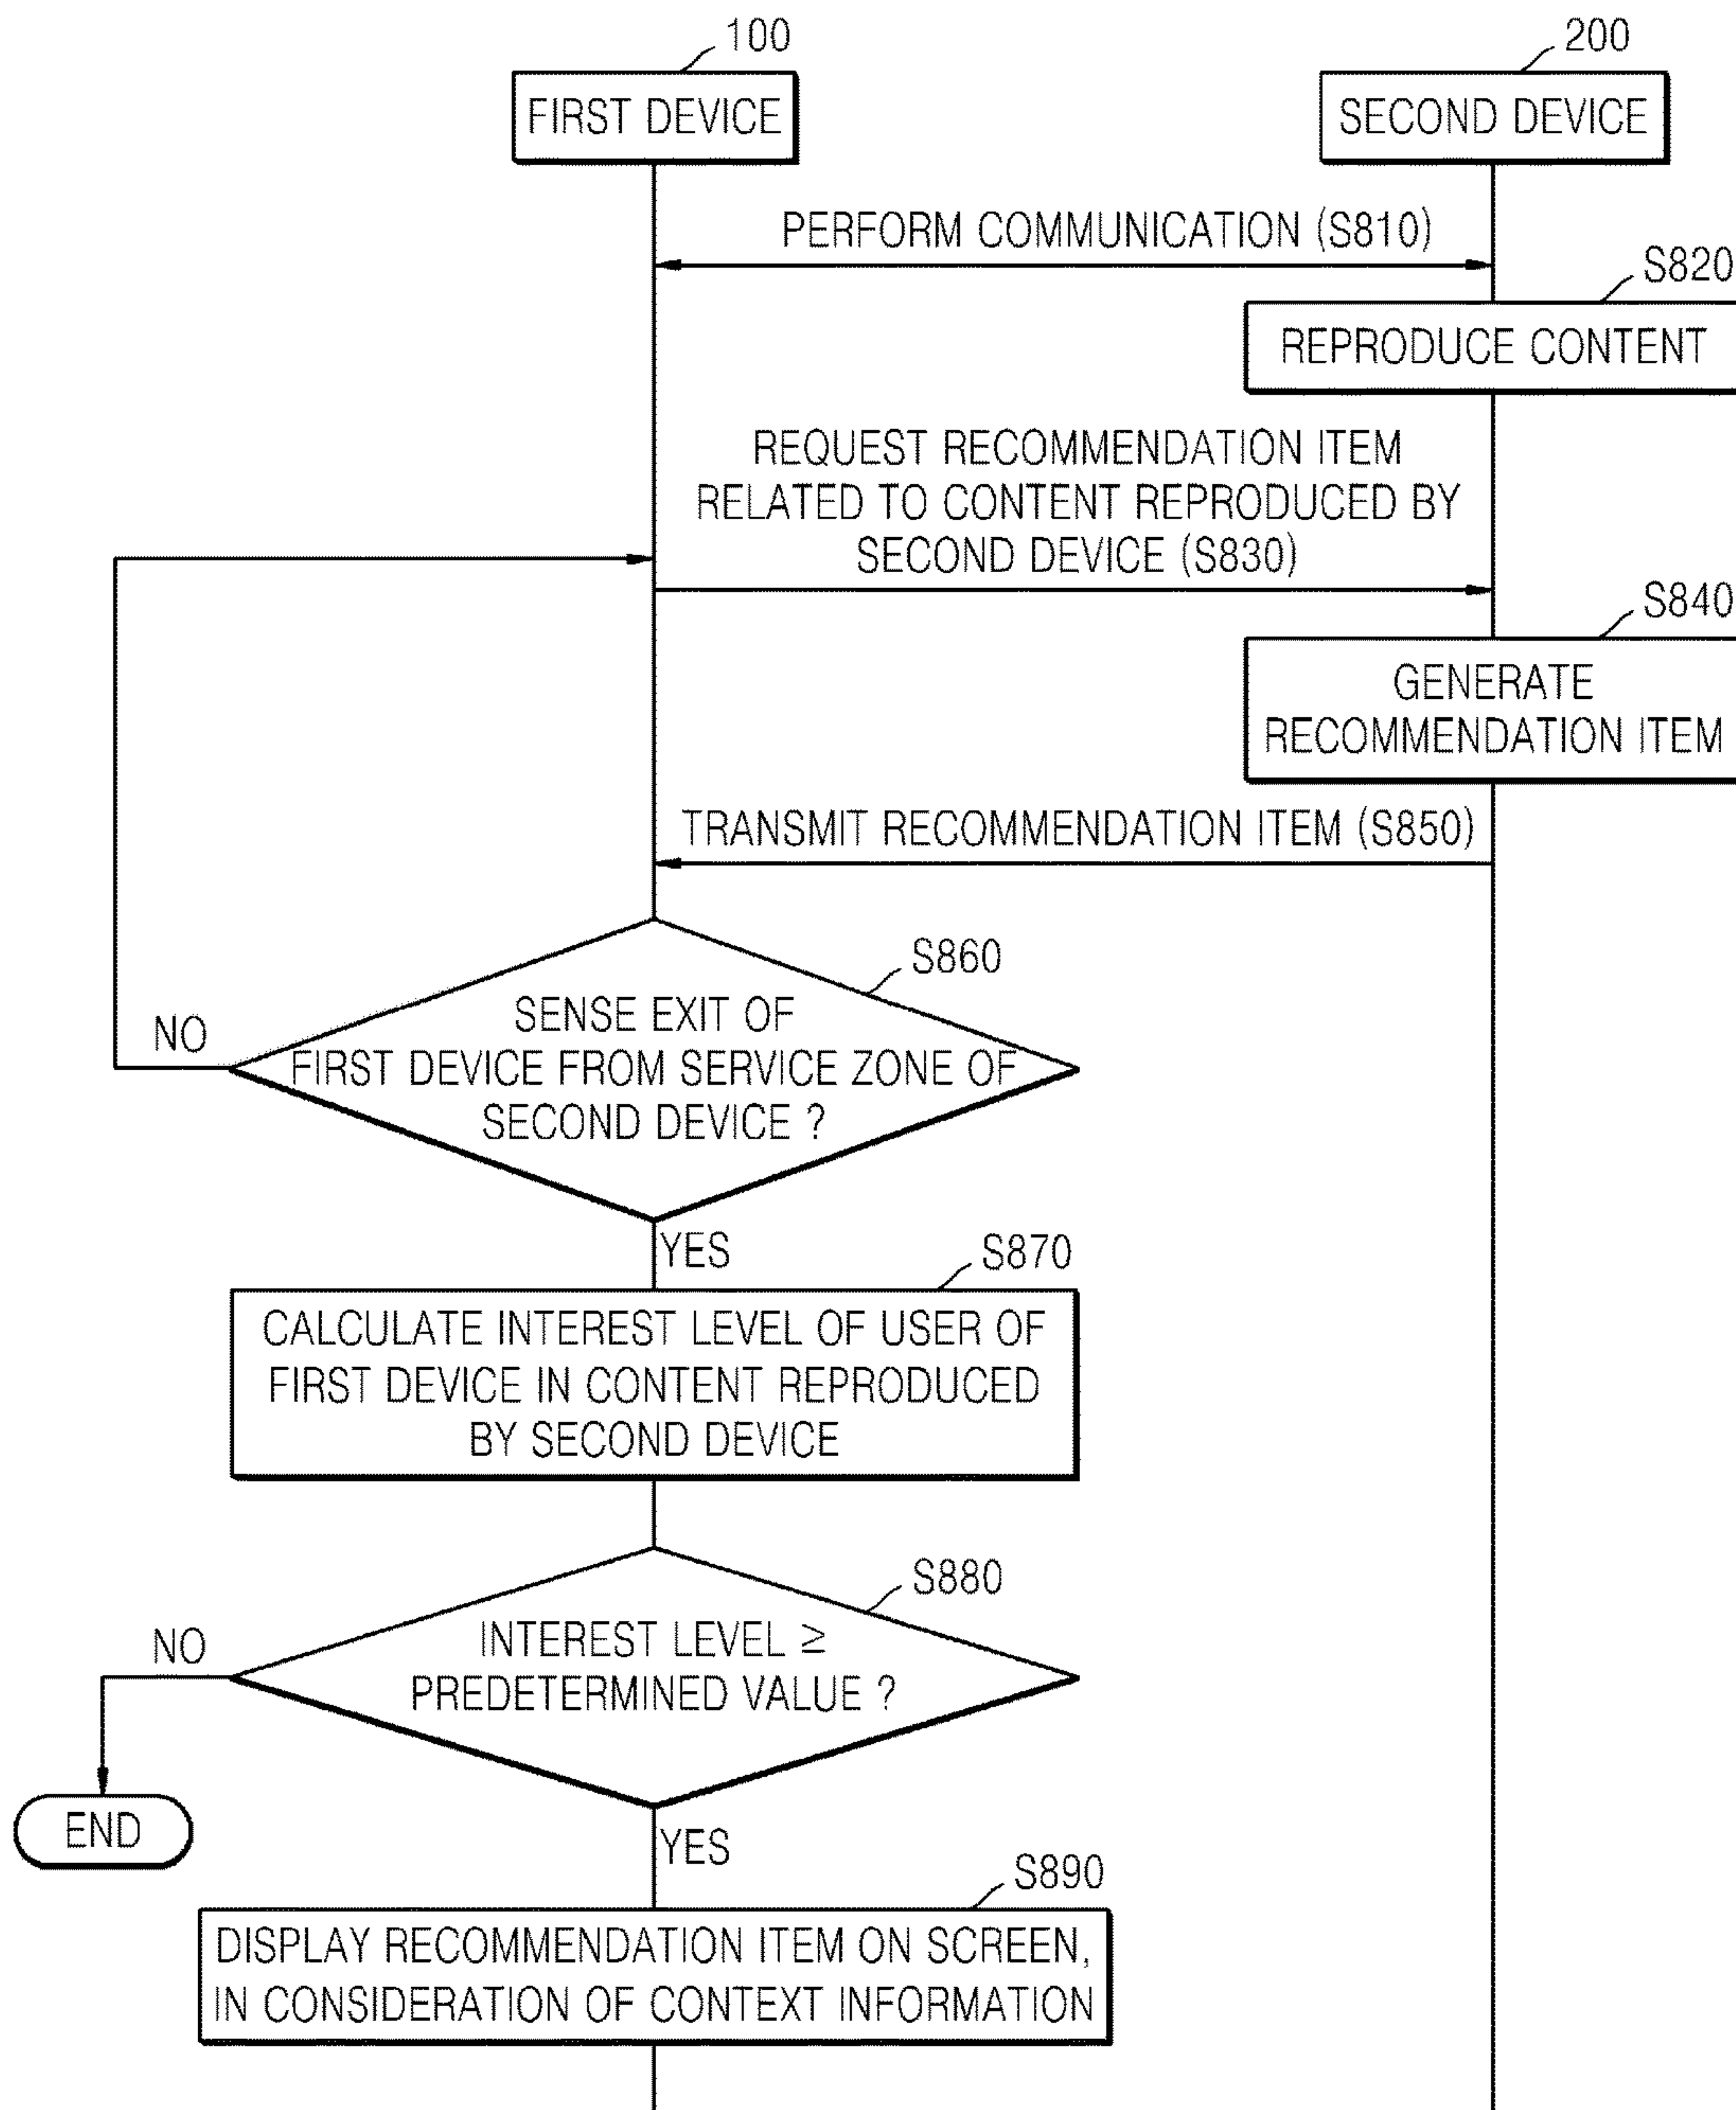 100
200
FIRST DEVICE
SECOND DEVICE
PERFORM COMMUNICATION (S810)
S820
REPRODUCE CONTENT
REQUEST RECOMMENDATION ITEM
RELATED TO CONTENT REPRODUCED BY
SECOND DEVICE (S830)
S840
GENERATE
RECOMMENDATION ITEM
TRANSMIT RECOMMENDATION ITEM (S850)
S860
SENSE EXIT OF
FIRST DEVICE FROM SERVICE ZONE OF
SECOND DEVICE ?
NO
YES
S870
CALCULATE INTEREST LEVEL OF USER OF
FIRST DEVICE IN CONTENT REPRODUCED
BY SECOND DEVICE
S880
INTEREST LEVEL ≥
PREDETERMINED VALUE ?
NO
END
YES
S890
DISPLAY RECOMMENDATION ITEM ON SCREEN,
IN CONSIDERATION OF CONTEXT INFORMATION